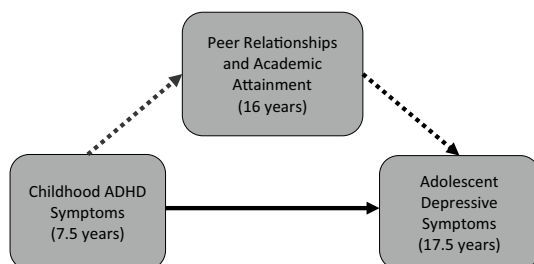 Peer Relationships
and Academic
Attainment
(16 years)
Childhood ADHD
Symptoms
(7.5 years)
Adolescent
Depressive
Symptoms
(17.5 years)